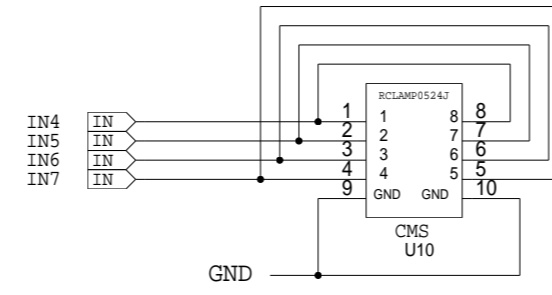 RCLAMP0524J
IN4 IN 1 1 8 8
IN5 IN 2 2 7 7
IN6 IN 3 3 6 6
IN7 IN 4 4 5 5
9 GND GND 10
CMS
U10
GND